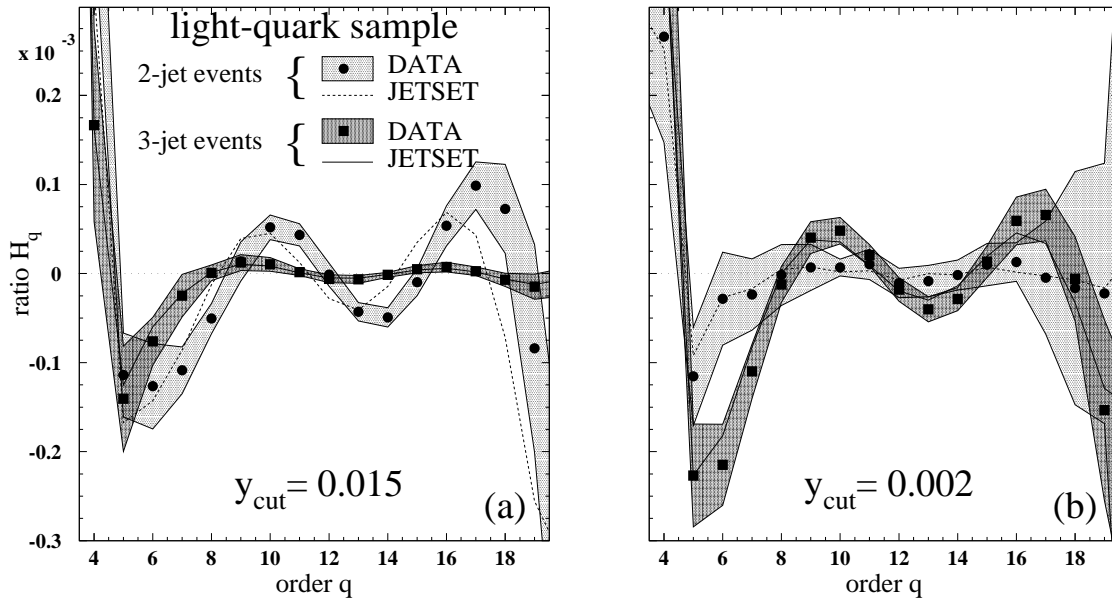 x 10 -3
light-quark sample
2-jet events { DATA
JETSET
3-jet events { DATA
JETSET
ratio H_q
0.2
0.1
0
-0.1
-0.2
-0.3
y_cut= 0.015
(a)
4 6 8 10 12 14 16 18
order q
y_cut= 0.002
(b)
4 6 8 10 12 14 16 18
order q